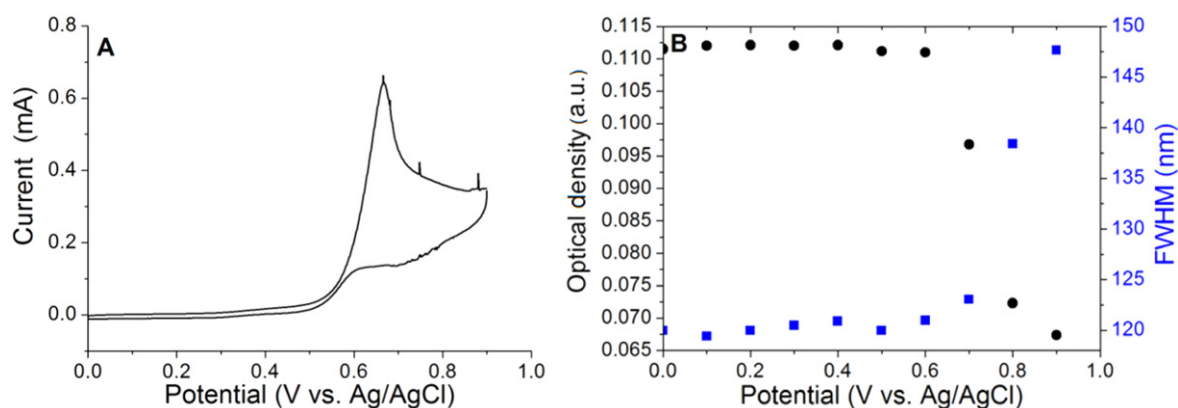 A
Current (mA)
0.8
0.6
0.4
0.2
0.0
0.0 0.2 0.4 0.6 0.8 1.0
Potential (V vs. Ag/AgCl)
B
Optical density (a.u.)
0.115
0.110
0.105
0.100
0.095
0.090
0.085
0.080
0.075
0.070
0.065
0.0 0.2 0.4 0.6 0.8 1.0
Potential (V vs. Ag/AgCl)
150
145
140
135
130
125
120
FWHM (nm)